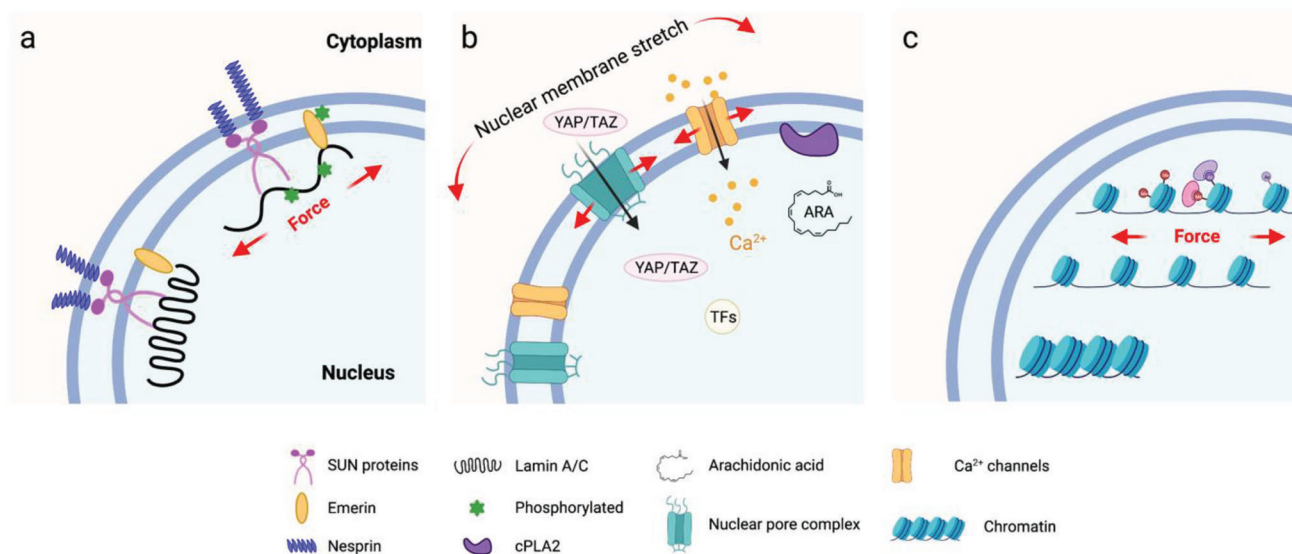 a
Cytoplasm
Force
Nucleus
b
Nuclear membrane stretch
YAP/TAZ
Ca²⁺
ARA
OH
YAP/TAZ
TFs
c
Force
SUN proteins
Lamin A/C
Arachidonic acid
Ca²⁺ channels
Emerin
Phosphorylated
Nuclear pore complex
Chromatin
Nesprin
cPLA2